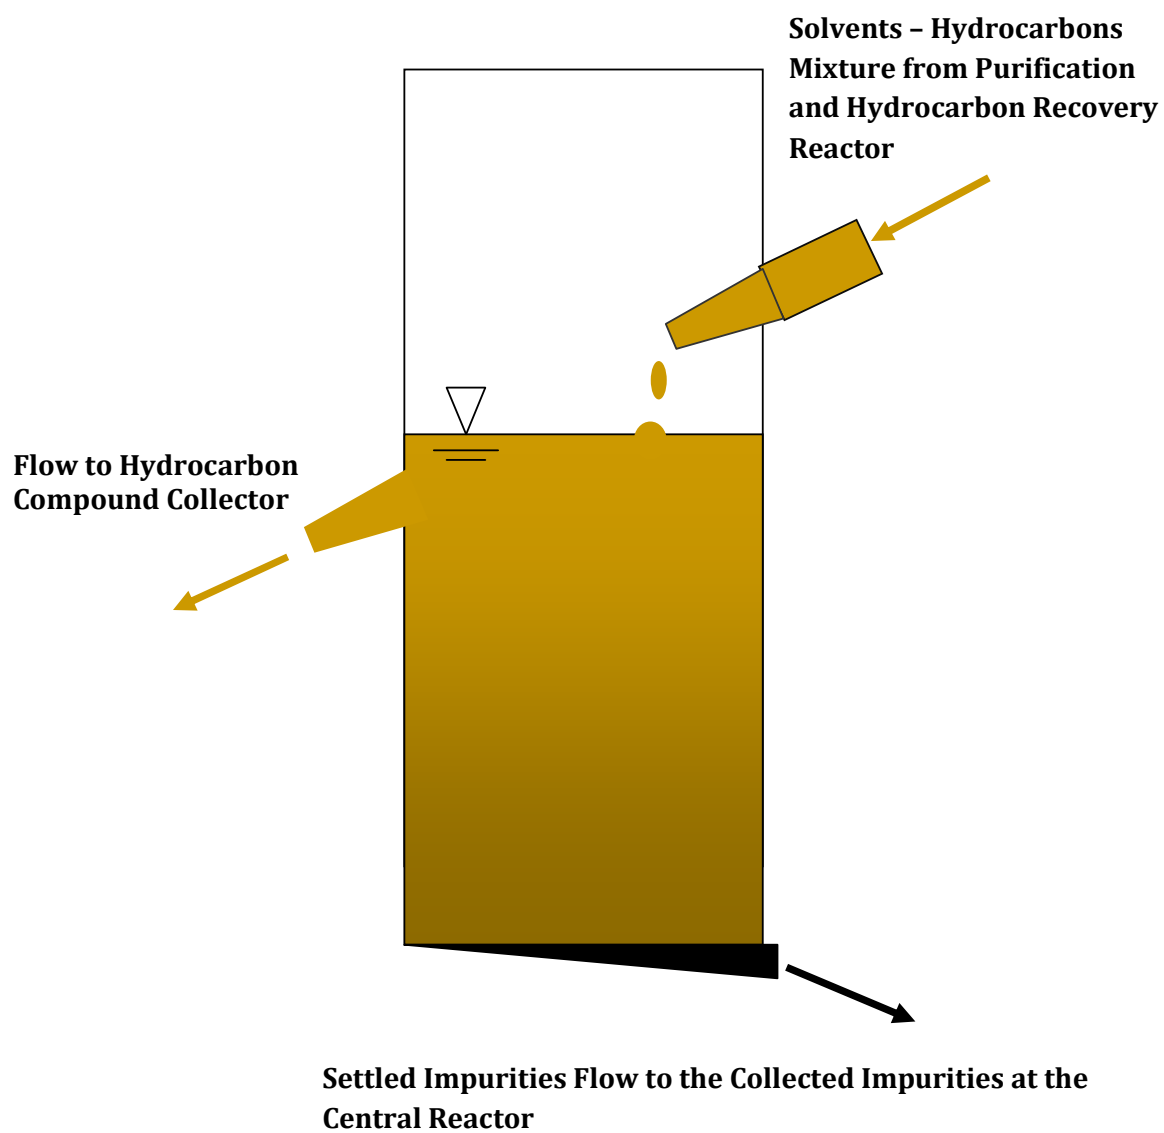 Solvents – Hydrocarbons
Mixture from Purification
and Hydrocarbon Recovery
Reactor
Flow to Hydrocarbon
Compound Collector
Settled Impurities Flow to the Collected Impurities at the
Central Reactor